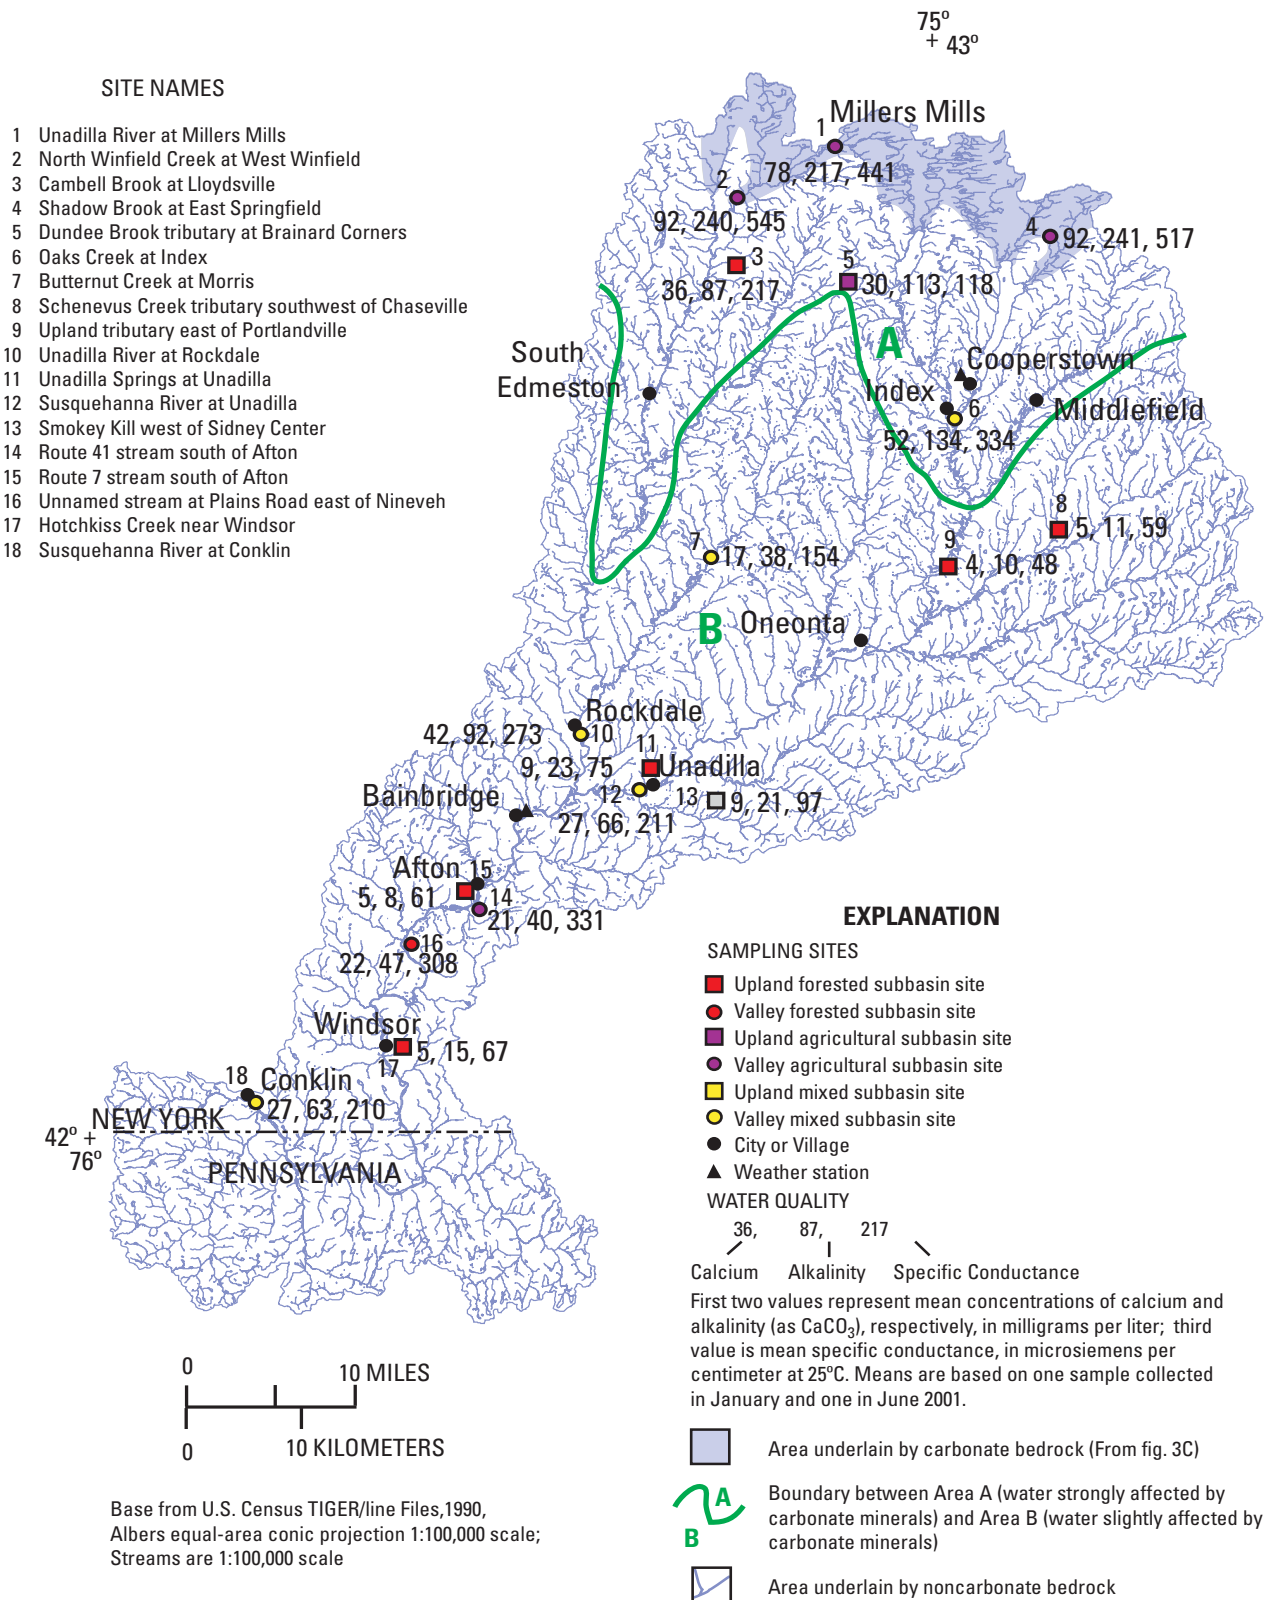 75º
+ 43º
SITE NAMES
1 Unadilla River at Millers Mills
2 North Winfield Creek at West Winfield
3 Cambell Brook at Lloydsville
4 Shadow Brook at East Springfield
5 Dundee Brook tributary at Brainard Corners
6 Oaks Creek at Index
7 Butternut Creek at Morris
8 Schenevus Creek tributary southwest of Chaseville
9 Upland tributary east of Portlandville
10 Unadilla River at Rockdale
11 Unadilla Springs at Unadilla
12 Susquehanna River at Unadilla
13 Smokey Kill west of Sidney Center
14 Route 41 stream south of Afton
15 Route 7 stream south of Afton
16 Unnamed stream at Plains Road east of Nineveh
17 Hotchkiss Creek near Windsor
18 Susquehanna River at Conklin
Millers Mills
1
78, 217, 441
2
92, 240, 545
4
92, 241, 517
3
36, 87, 217
5
30, 113, 118
A
South
Edmeston
Cooperstown
Index
6
Middlefield
52, 134, 334
8
5, 11, 59
7
17, 38, 154
9
4, 10, 48
B
Oneonta
Rockdale
42, 92, 273
10
11
9, 23, 75
Unadilla
Bainbridge
12
13
9, 21, 97
27, 66, 211
Afton
15
5, 8, 61
14
21, 40, 331
16
22, 47, 308
Windsor
5, 15, 67
17
18
Conklin
27, 63, 210
NEW YORK
42º +
76º
PENNSYLVANIA
EXPLANATION
SAMPLING SITES
Upland forested subbasin site
Valley forested subbasin site
Upland agricultural subbasin site
Valley agricultural subbasin site
Upland mixed subbasin site
Valley mixed subbasin site
City or Village
Weather station
WATER QUALITY
36, 87, 217
Calcium Alkalinity Specific Conductance
First two values represent mean concentrations of calcium and
alkalinity (as CaCO₃), respectively, in milligrams per liter; third
value is mean specific conductance, in microsiemens per
centimeter at 25ºC. Means are based on one sample collected
in January and one in June 2001.
Area underlain by carbonate bedrock (From fig. 3C)
A
B
Boundary between Area A (water strongly affected by
carbonate minerals) and Area B (water slightly affected by
carbonate minerals)
Area underlain by noncarbonate bedrock
0 10 MILES
0 10 KILOMETERS
Base from U.S. Census TIGER/line Files,1990,
Albers equal-area conic projection 1:100,000 scale;
Streams are 1:100,000 scale